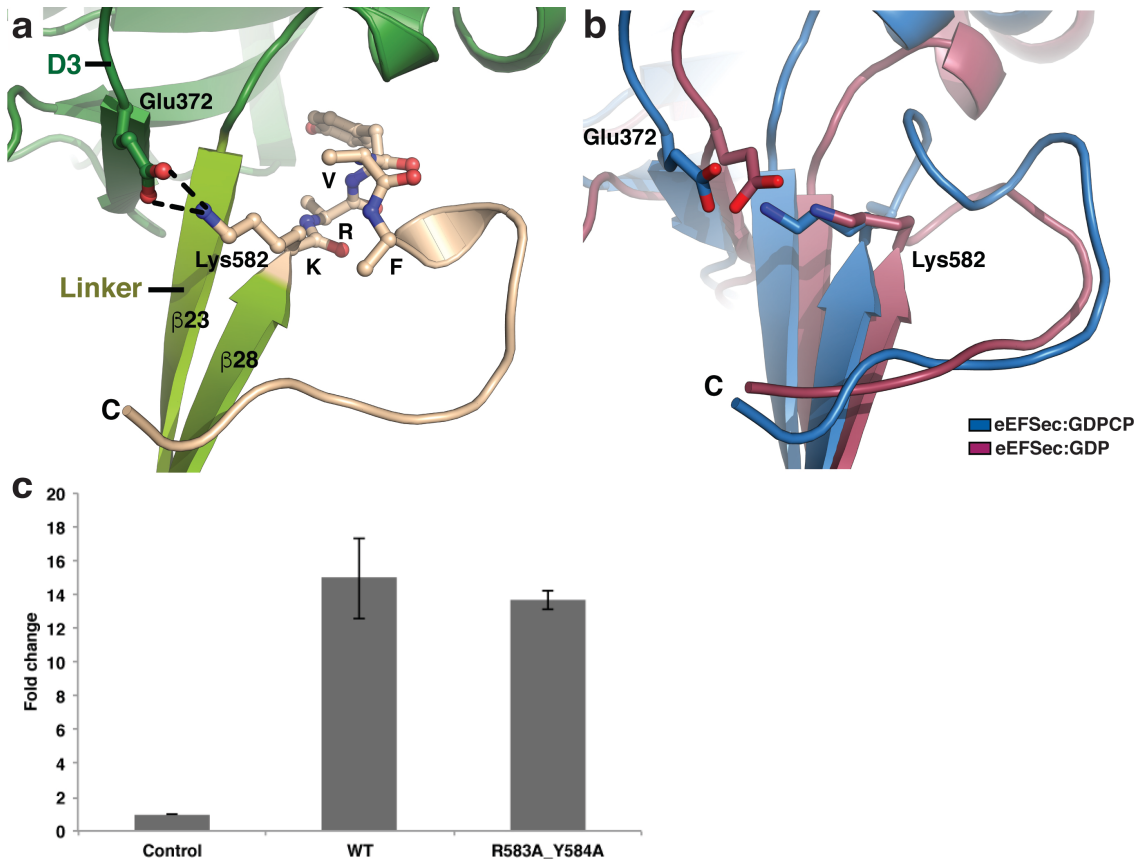 a
D3
Glu372
V
R
Lys582
K
F
Linker
β23
β28
C
b
Glu372
Lys582
C
eEFSec:GDPCP
eEFSec:GDP
c
20
18
16
14
12
10
8
6
4
2
0
Fold change
Control WT R583A_Y584A